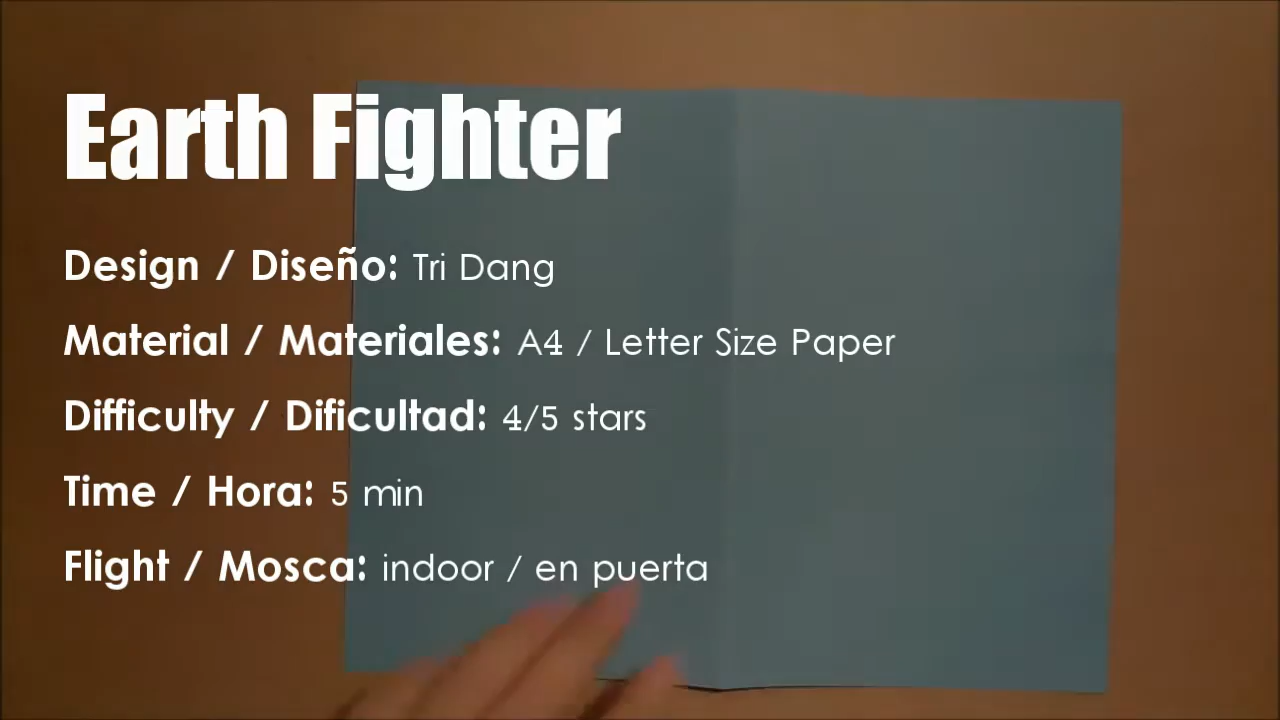 Earth Fighter
Design / Diseño: Tri Dang
Material / Materiales: A4 / Letter Size Paper
Difficulty / Dificultad: 4/5 stars
Time / Hora: 5 min
Flight / Mosca: indoor / en puerta